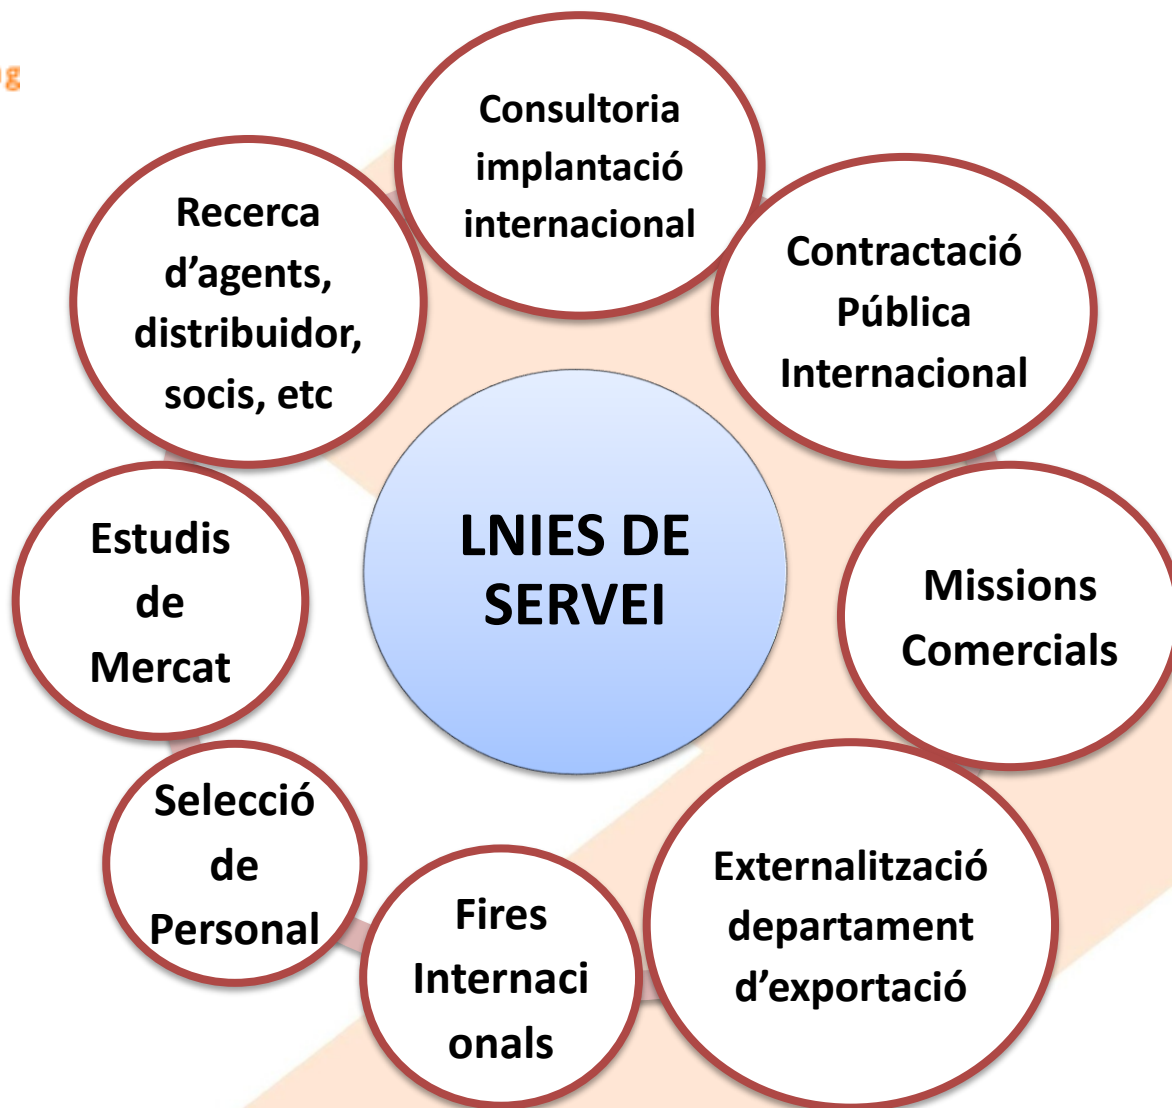 Consultoria
implantació
internacional
Contractació
Pública
Internacional
Missions
Comercials
Externalització
departament
d’exportació
Fires
Internaci
onals
Selecció
de
Personal
Estudis
de
Mercat
Recerca
d’agents,
distribuidor,
socis, etc
LNIES DE
SERVEI